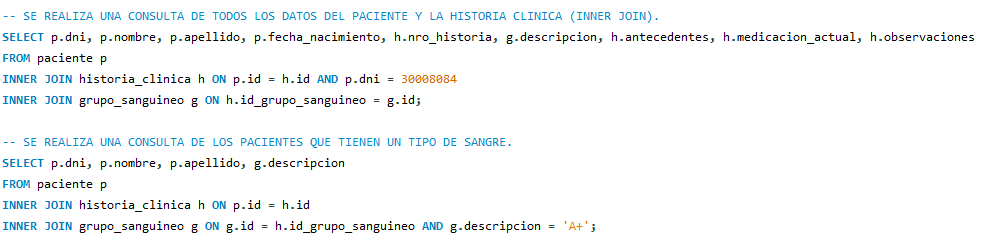 -- SE REALIZA UNA CONSULTA DE TODOS LOS DATOS DEL PACIENTE Y LA HISTORIA CLINICA (INNER JOIN).
SELECT p.dni, p.nombre, p.apellido, p.fecha_nacimiento, h.nro_historia, g.descripcion, h.antecedentes, h.medicacion_actual, h.observaciones
FROM paciente p
INNER JOIN historia_clinica h ON p.id = h.id AND p.dni = 30008084
INNER JOIN grupo_sanguineo g ON h.id_grupo_sanguineo = g.id;

-- SE REALIZA UNA CONSULTA DE LOS PACIENTES QUE TIENEN UN TIPO DE SANGRE.
SELECT p.dni, p.nombre, p.apellido, g.descripcion
FROM paciente p
INNER JOIN historia_clinica h ON p.id = h.id
INNER JOIN grupo_sanguineo g ON g.id = h.id_grupo_sanguineo AND g.descripcion = 'A+';